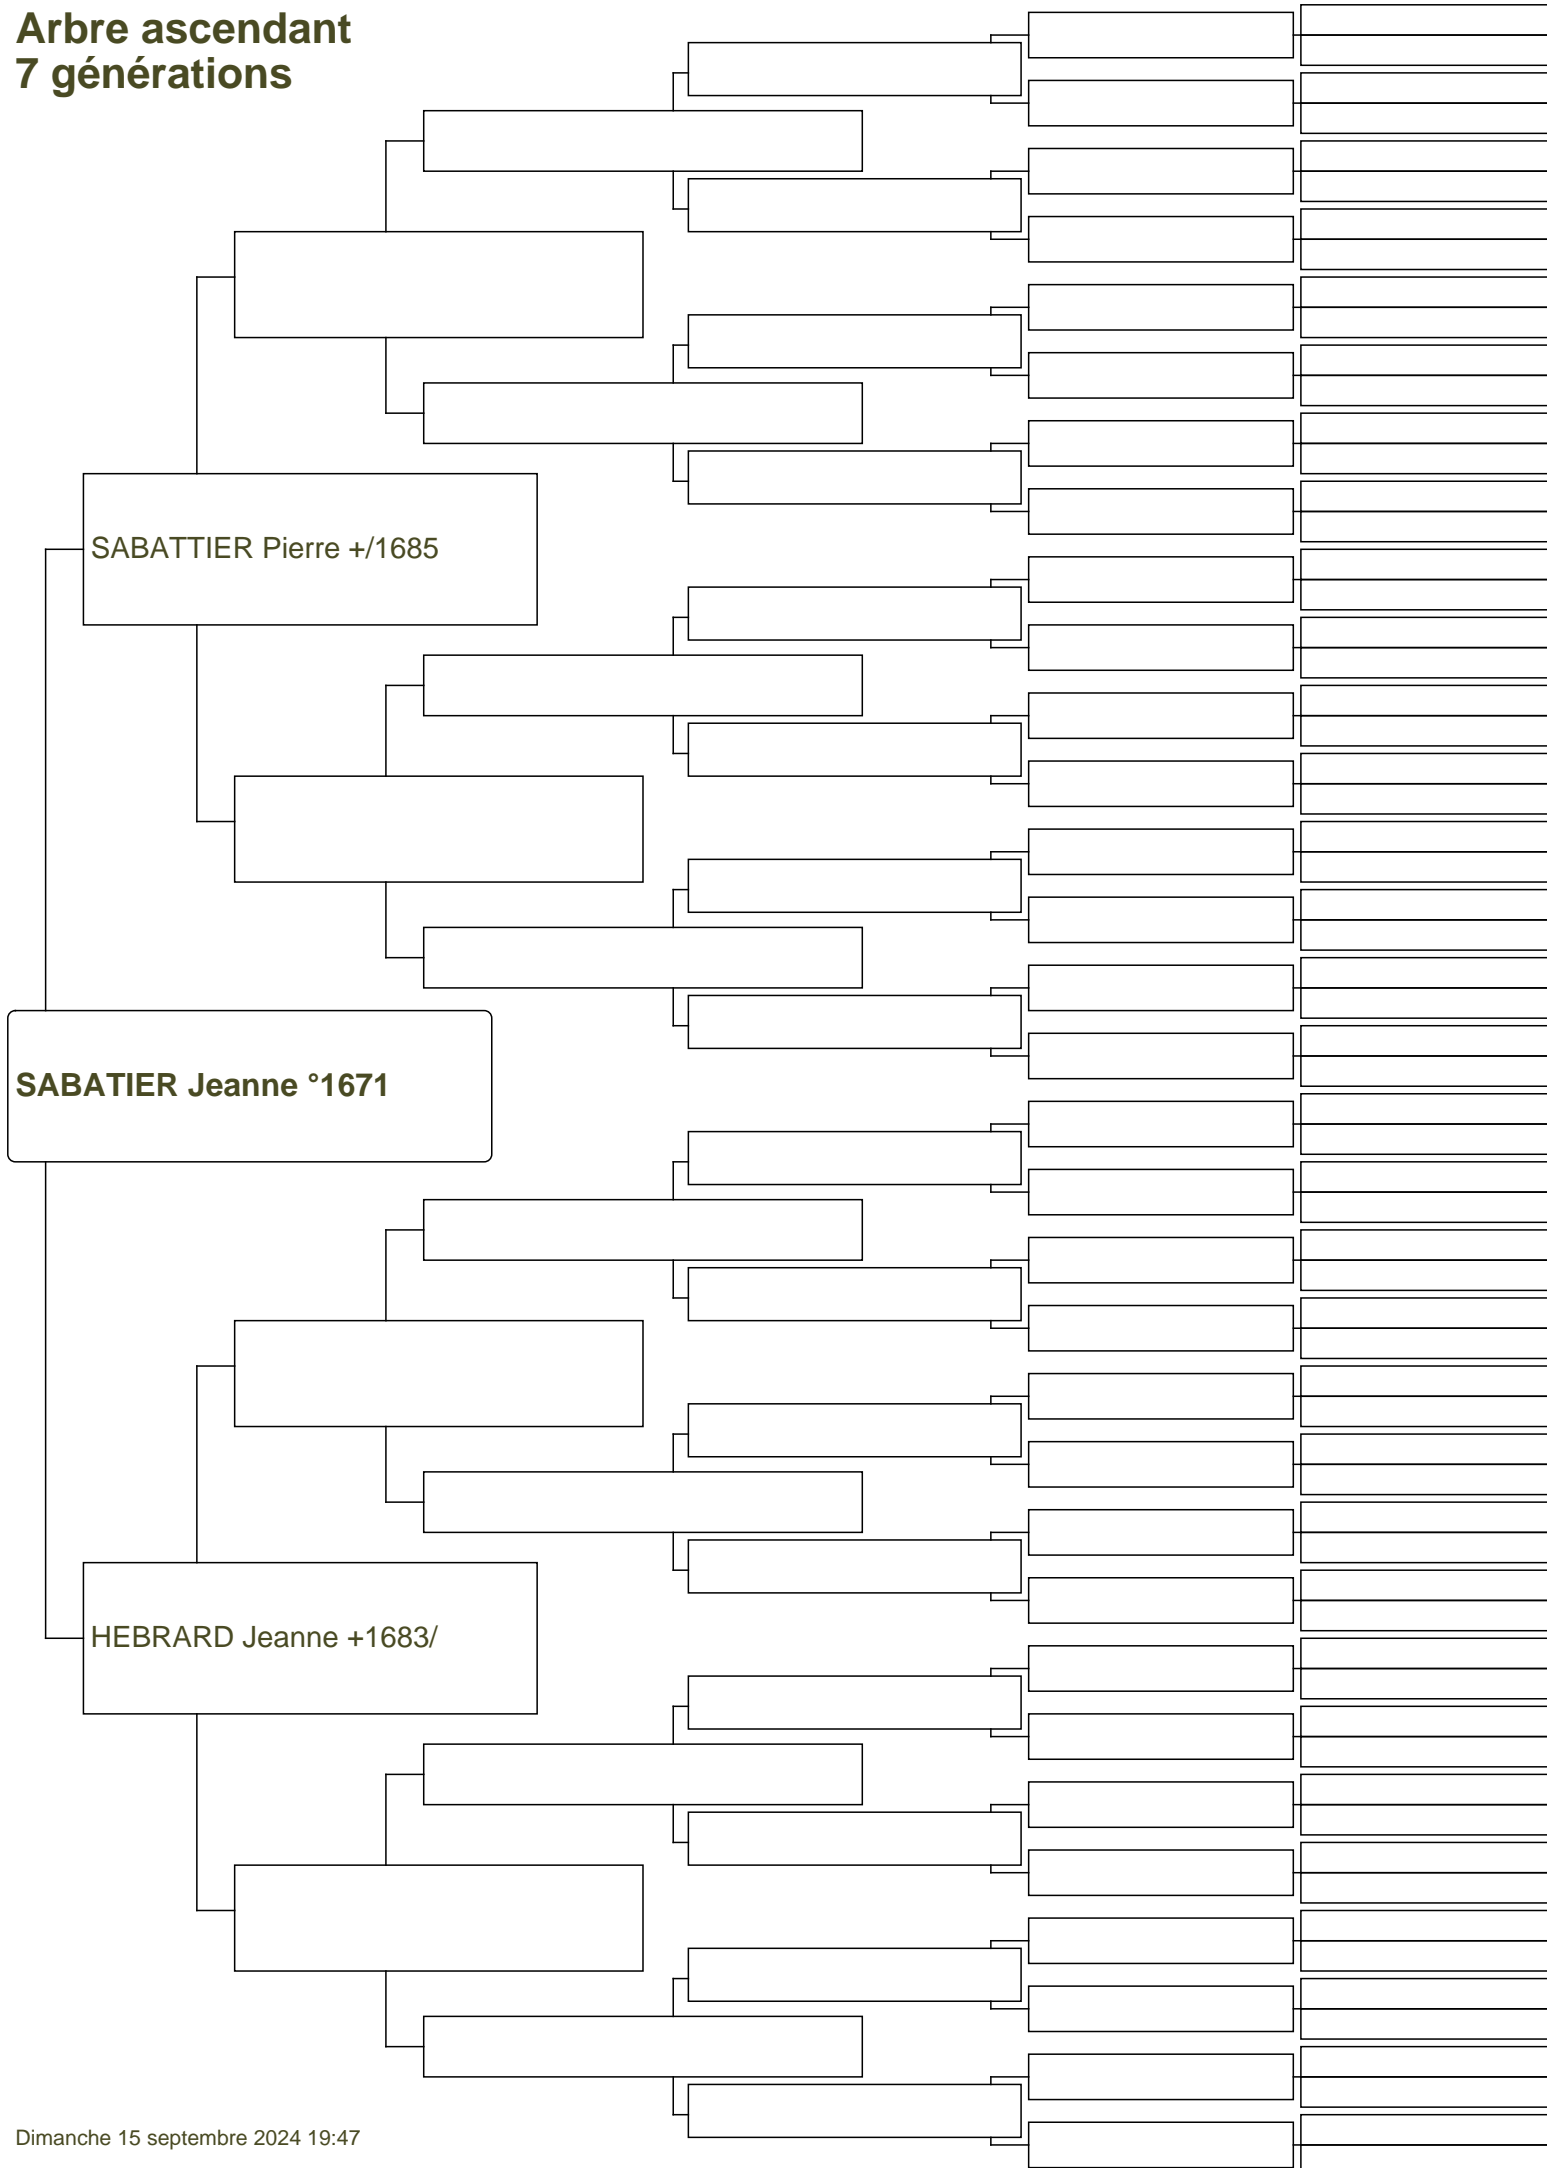 Arbre ascendant
7 générations
SABATTIER Pierre +/1685
SABATIER Jeanne °1671
HEBRARD Jeanne +1683/
Dimanche 15 septembre 2024 19:47